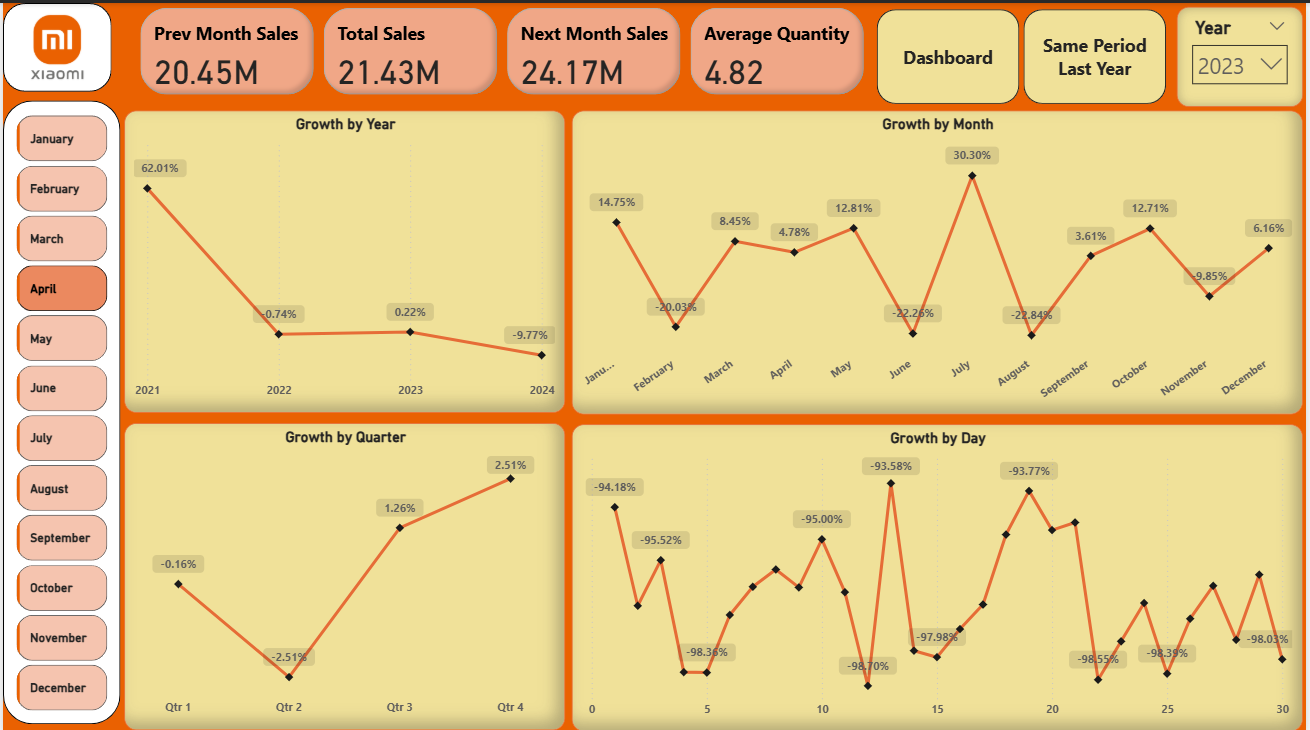 xiaomi
Prev Month Sales
20.45M
Total Sales
21.43M
Next Month Sales
24.17M
Average Quantity
4.82
Dashboard
Same Period
Last Year
Year
2023
January
February
March
April
May
June
July
August
September
October
November
December
Growth by Year
62.01%
-0.74%
0.22%
-9.77%
2021 2022 2023 2024
Growth by Month
14.75%
-20.03%
8.45%
4.78%
12.81%
-22.26%
30.30%
-22.84%
3.61%
12.71%
-9.85%
6.16%
Janu... February March April May June July August September October November December
Growth by Quarter
-0.16%
-2.51%
1.26%
2.51%
Qtr 1 Qtr 2 Qtr 3 Qtr 4
Growth by Day
-94.18%
-95.52%
-98.36%
-95.00%
-98.70%
-93.58%
-97.98%
-93.77%
-98.55%
-98.39%
-98.03%
0 5 10 15 20 25 30